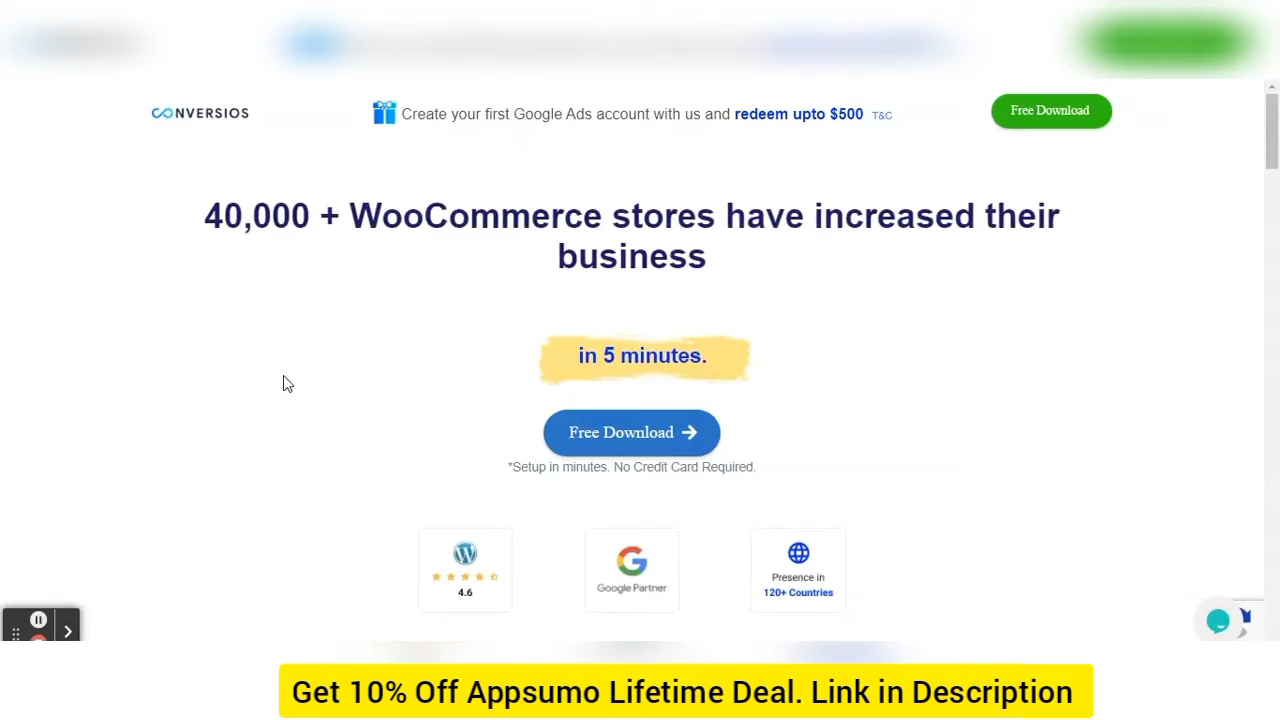 CONVERSIOS
Create your first Google Ads account with us and redeem upto $500 T&C
Free Download
40,000 + WooCommerce stores have increased their
business
in 5 minutes.
Free Download
*Setup in minutes. No Credit Card Required.
4.6
Google Partner
Presence in
120+ Countries
Get 10% Off Appsumo Lifetime Deal. Link in Description